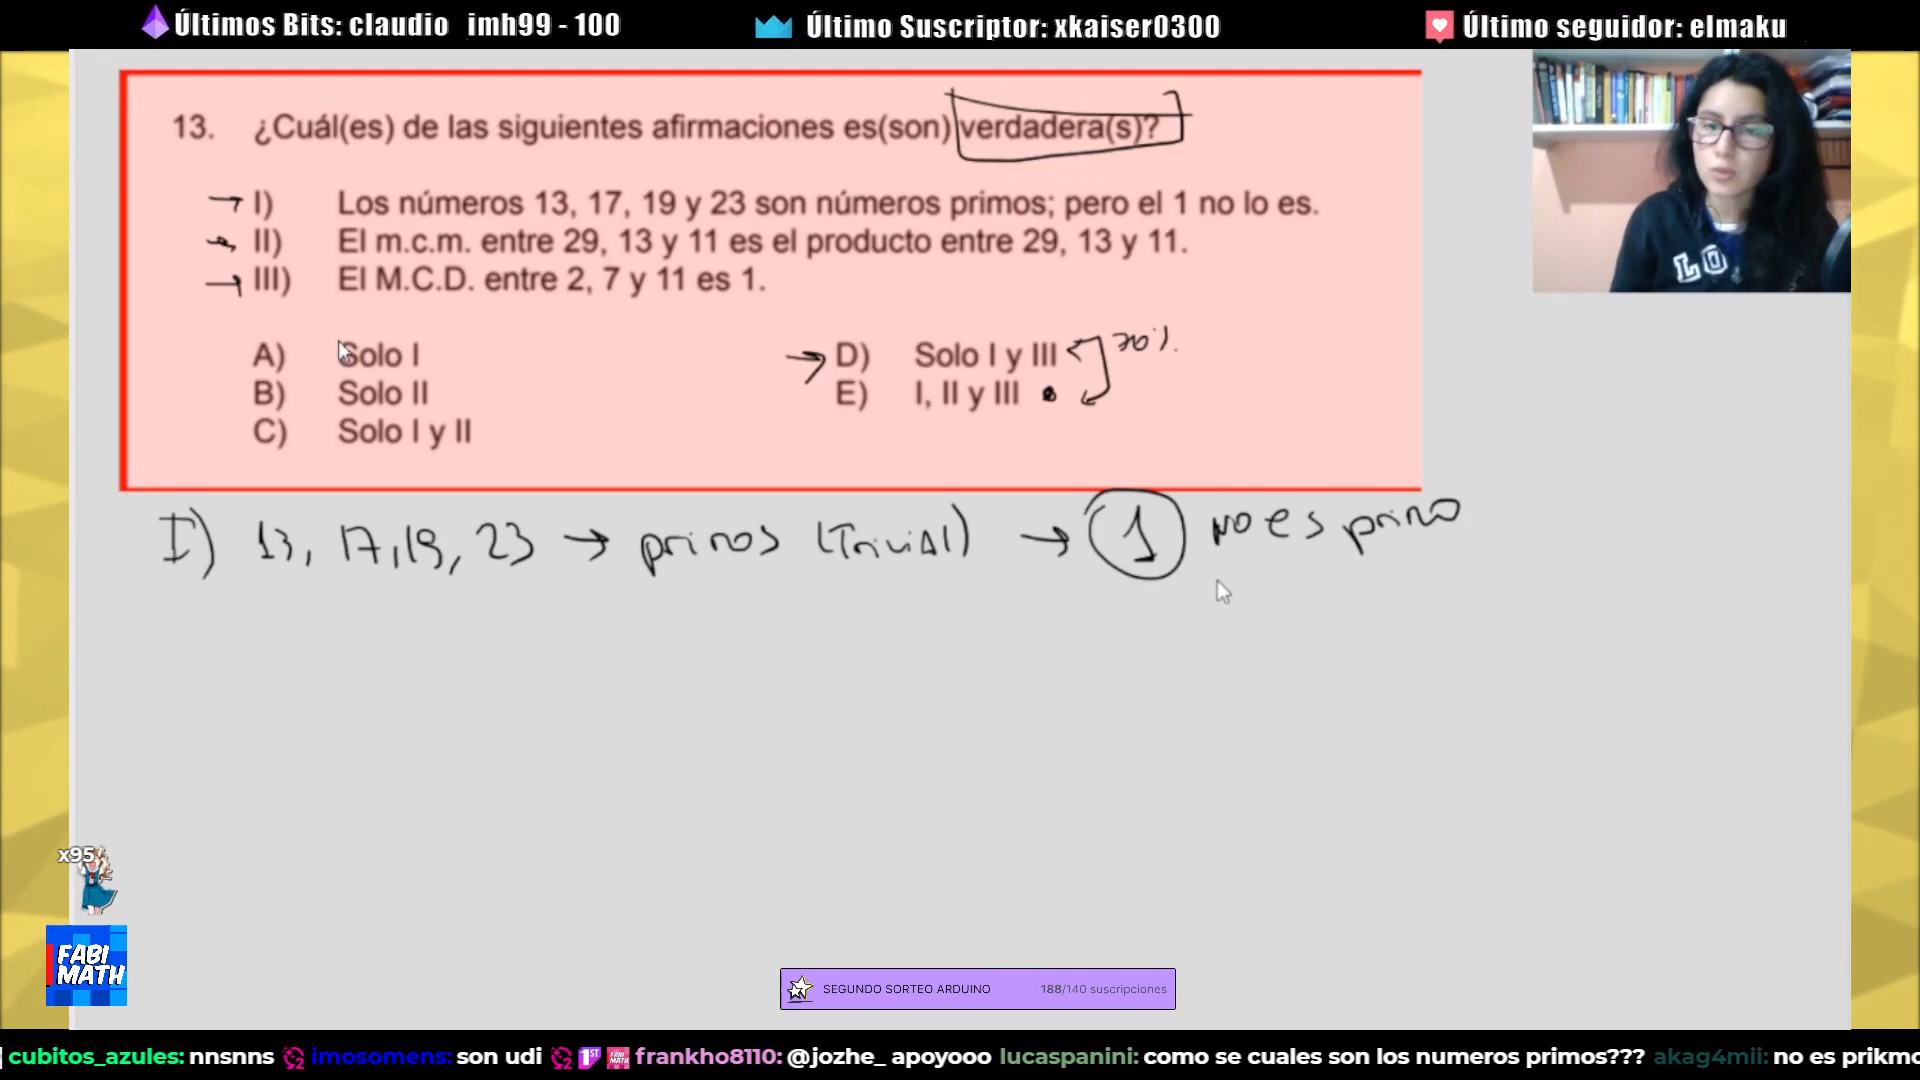 Últimos Bits: claudio imh99 - 100
Último Suscriptor: xkaiser0300
Último seguidor: elmaku
13. ¿Cuál(es) de las siguientes afirmaciones es(son) verdadera(s)?
I) Los números 13, 17, 19 y 23 son números primos; pero el 1 no lo es.
II) El m.c.m. entre 29, 13 y 11 es el producto entre 29, 13 y 11.
III) El M.C.D. entre 2, 7 y 11 es 1.
A) Solo I
B) Solo II
C) Solo I y II
D) Solo I y III
E) I, II y III
70%.
I) 13, 17, 19, 23 → primos (Trivial) → 1 no es primo
LO
x95
FABI
MATH
SEGUNDO SORTEO ARDUINO 188/140 suscripciones
cubitos_azules: nnsnns imosomens: son udi 1ST FABI MATH frankho8110: @jozhe_ apoyooo lucaspanini: como se cuales son los numeros primos??? akag4mii: no es prikmo